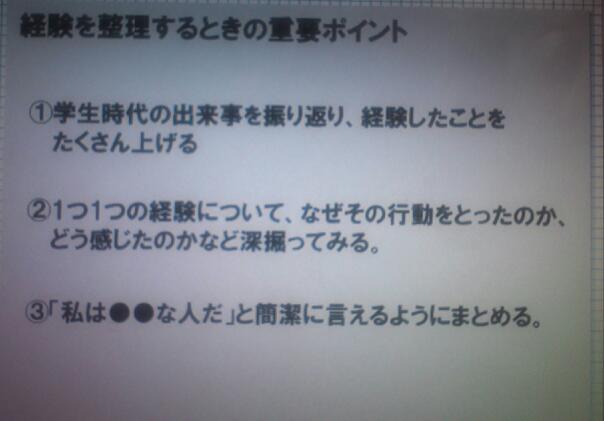 経験を整理するときの重要ポイント
①学生時代の出来事を振り返り、経験したことを
たくさん上げる
②1つ1つの経験について、なぜその行動をとったのか、
どう感じたのかなど深掘ってみる。
③「私は●●な人だ」と簡潔に言えるようにまとめる。